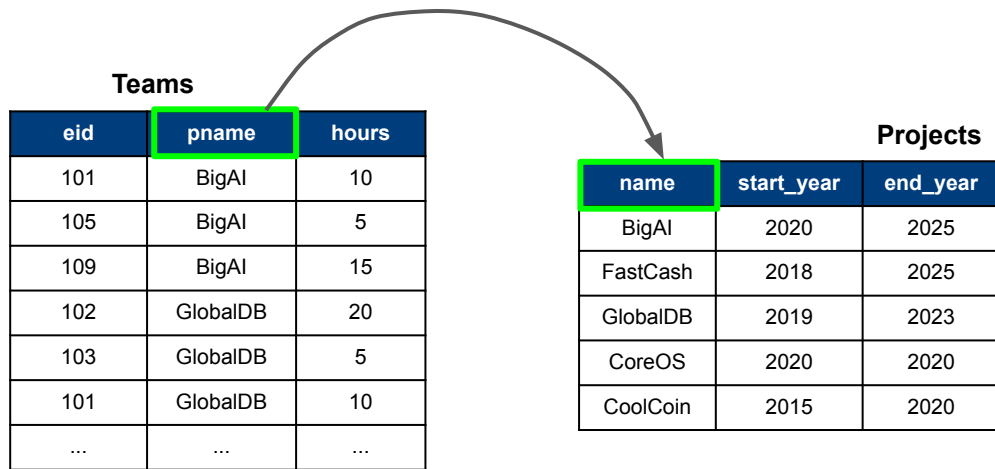 Teams
eid pname hours
101 BigAI 10
105 BigAI 5
109 BigAI 15
102 GlobalDB 20
103 GlobalDB 5
101 GlobalDB 10
... ... ...
Projects
name start_year end_year
BigAI 2020 2025
FastCash 2018 2025
GlobalDB 2019 2023
CoreOS 2020 2020
CoolCoin 2015 2020